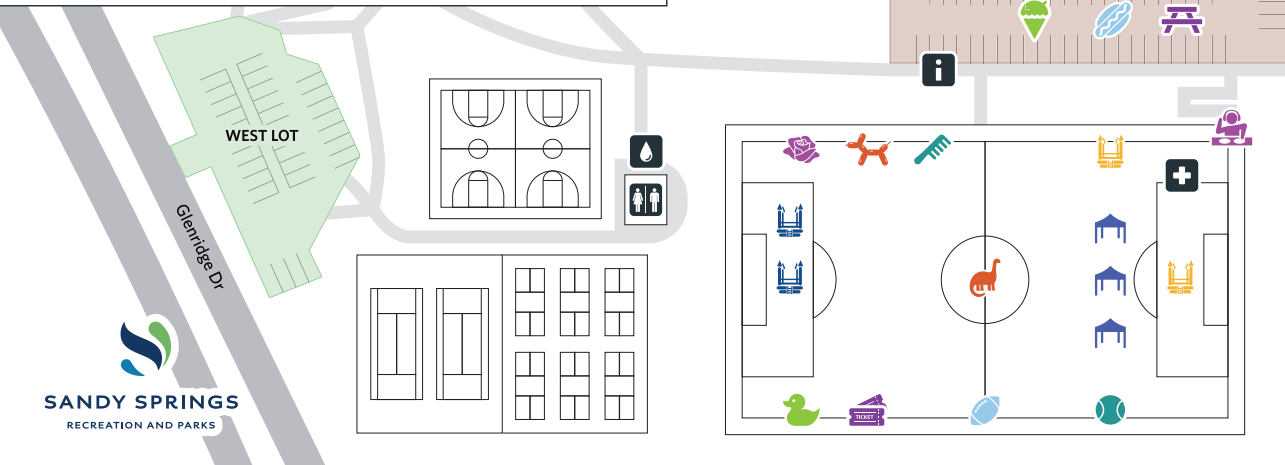 WEST LOT
Glenridge Dr
TICKET
SANDY SPRINGS
RECREATION AND PARKS